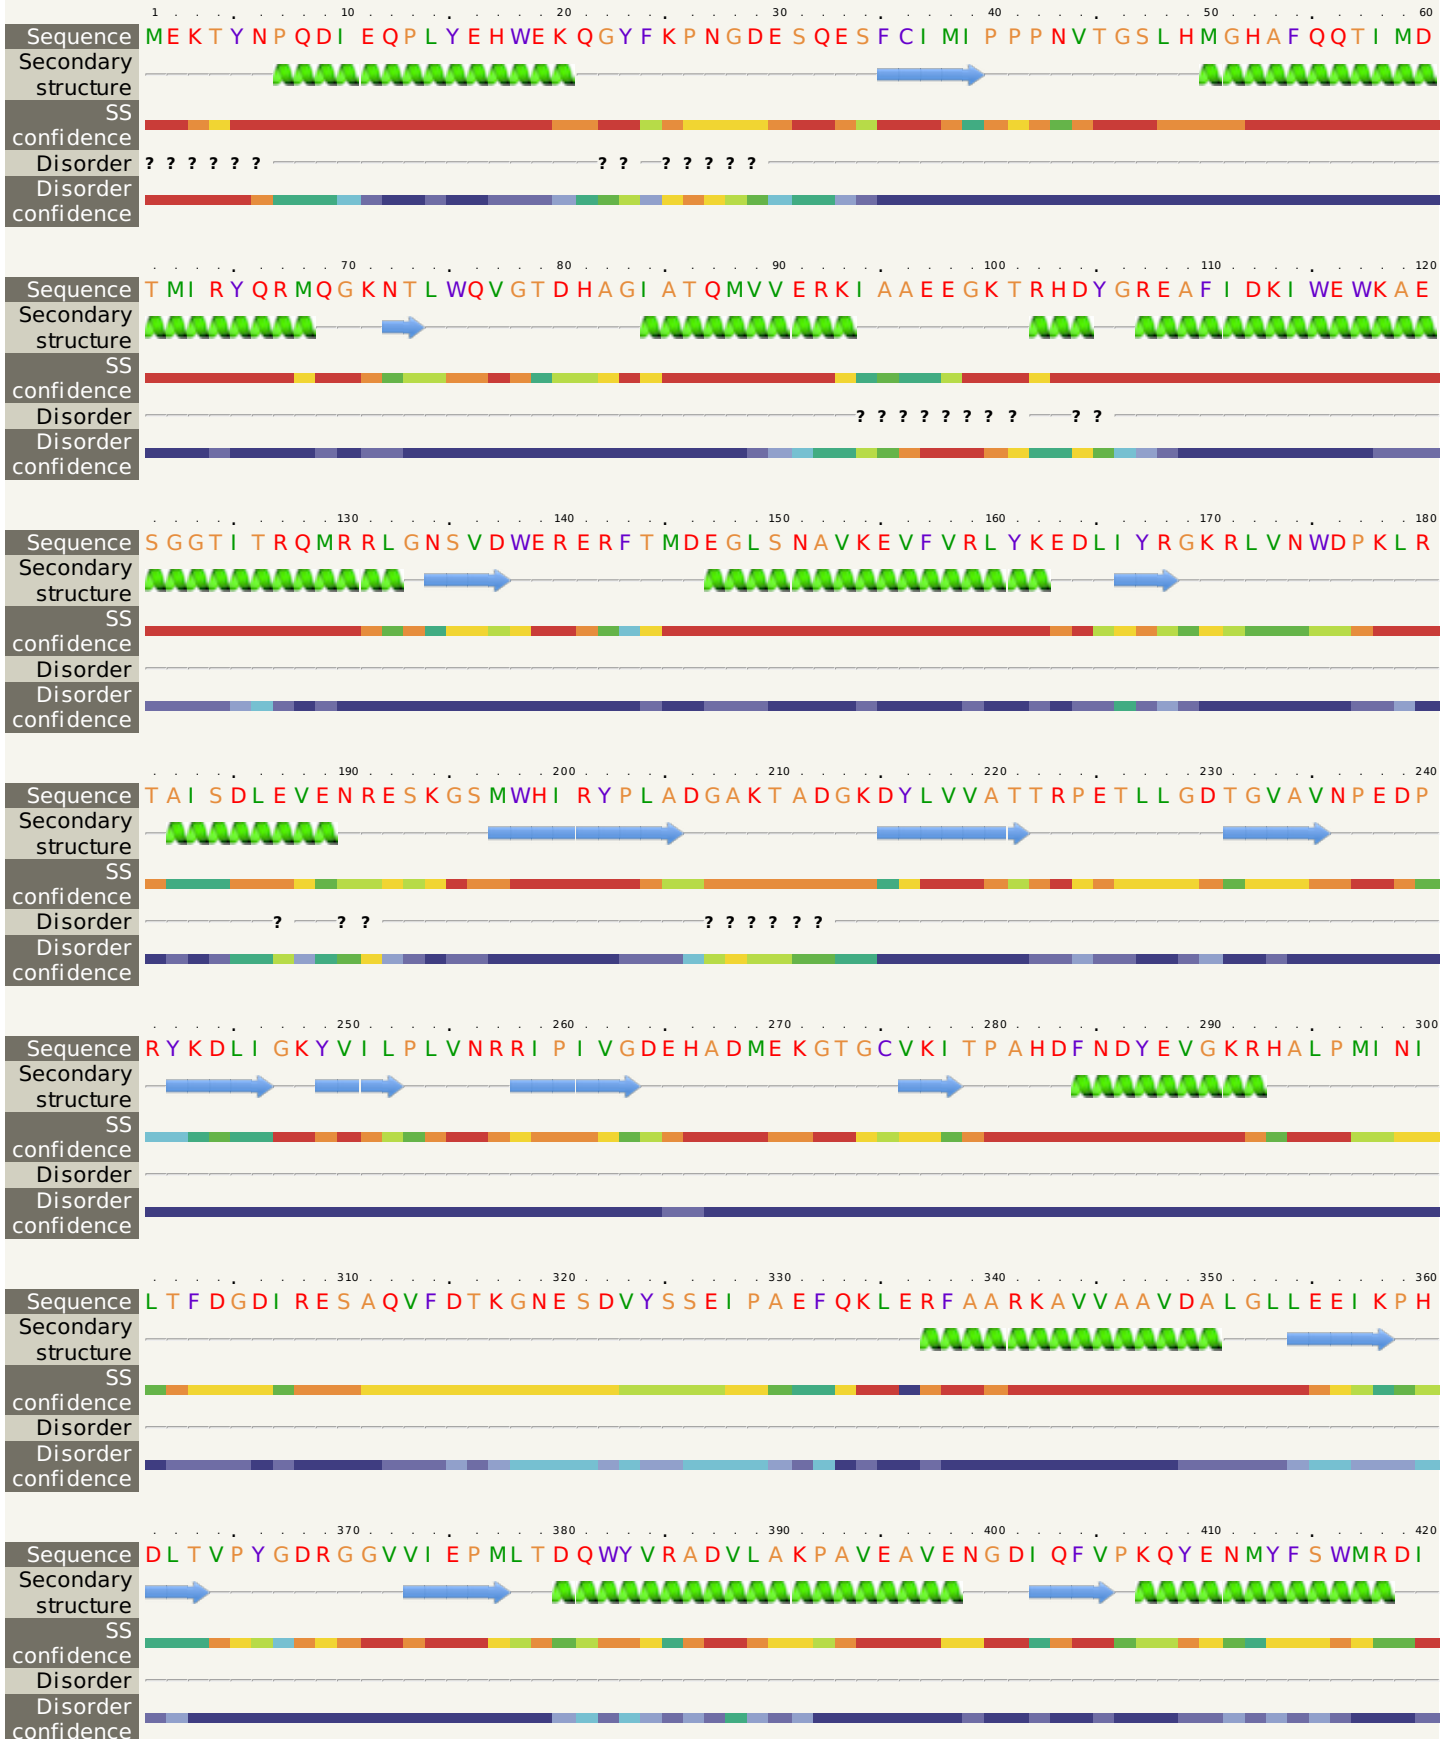 1 . . . . . . . . 10 . . . . . . . . . 20 . . . . . . . . . 30 . . . . . . . . . 40 . . . . . . . . . 50 . . . . . . . . . 60
Sequence MEKTYNPQDIEQPLYEHWEKQGYFKPNGDESQESFCIMIPPPNVTGSLHMGHAFQQTIMD
Secondary
structure
SS
confidence
Disorder ? ? ? ? ? ? ? ? ? ? ? ? ?
Disorder
confidence
. . . . . . . . . 70 . . . . . . . . . 80 . . . . . . . . . 90 . . . . . . . . . 100 . . . . . . . . . 110 . . . . . . . . . 120
Sequence TMIRYQRMQGKNTLWQVGTDHAGIATQMVVERKIAAEEGKTRHDYGREAFIDKIWEWKAE
Secondary
structure
SS
confidence
Disorder ? ? ? ? ? ? ? ? ? ?
Disorder
confidence
. . . . . . . . . 130 . . . . . . . . . 140 . . . . . . . . . 150 . . . . . . . . . 160 . . . . . . . . . 170 . . . . . . . . . 180
Sequence SGGTITRQMRRLGNSVDWERERFTMDEGLSNAVKEVFVRLYKEDLIYRGKRLVNWDPKLR
Secondary
structure
SS
confidence
Disorder
Disorder
confidence
. . . . . . . . . 190 . . . . . . . . . 200 . . . . . . . . . 210 . . . . . . . . . 220 . . . . . . . . . 230 . . . . . . . . . 240
Sequence TAISDLEVENRESKGSMWHIRYPLADGAKTADGKDYLVVATTRPETLLGDTGVAVNPEDP
Secondary
structure
SS
confidence
Disorder ? ? ? ? ? ? ? ? ?
Disorder
confidence
. . . . . . . . . 250 . . . . . . . . . 260 . . . . . . . . . 270 . . . . . . . . . 280 . . . . . . . . . 290 . . . . . . . . . 300
Sequence RYKDLIGKYVILPLVNRRIPIVGDEHADMEKGTGCVKITPAHDFNDYEVGKRHALPMINI
Secondary
structure
SS
confidence
Disorder
Disorder
confidence
. . . . . . . . . 310 . . . . . . . . . 320 . . . . . . . . . 330 . . . . . . . . . 340 . . . . . . . . . 350 . . . . . . . . . 360
Sequence LTFDGDIRESAQVFDTKGNESDVYSSEIPAEFQKLERFAARKAVVAAVDALGLLEEIKPH
Secondary
structure
SS
confidence
Disorder
Disorder
confidence
. . . . . . . . . 370 . . . . . . . . . 380 . . . . . . . . . 390 . . . . . . . . . 400 . . . . . . . . . 410 . . . . . . . . . 420
Sequence DLTVPYGDRGGVVIEPMLTDQWYVRADVLAKPAVEAVENGDIQFVPKQYENMYFSWMRDI
Secondary
structure
SS
confidence
Disorder
Disorder
confidence